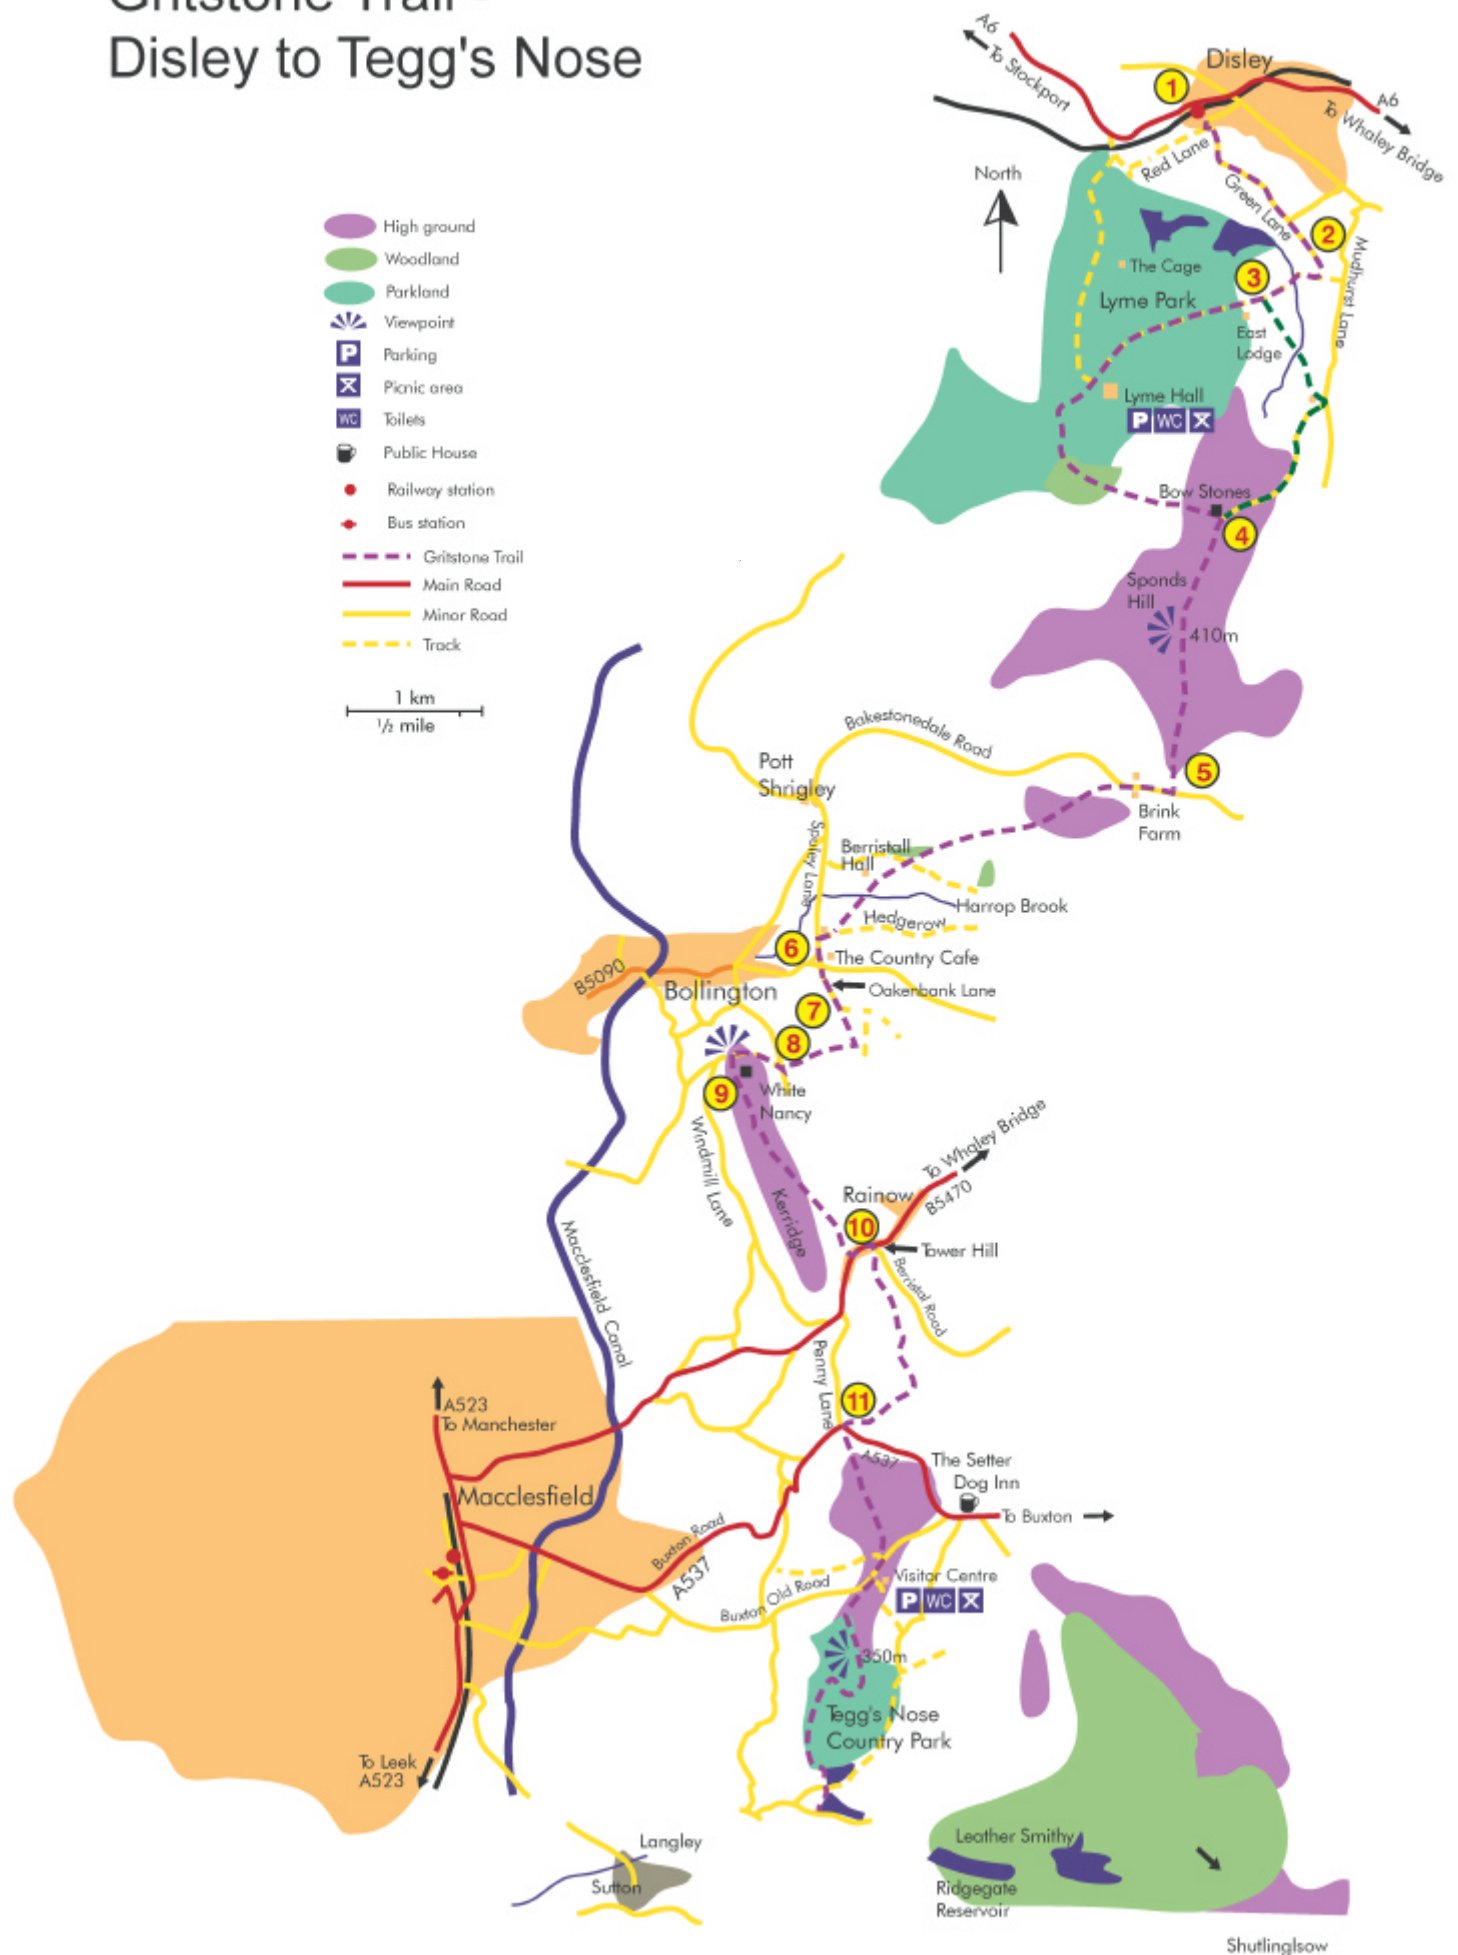 Gritstone Trail -
Disley to Tegg's Nose
A6
To Stockport
Disley
1
A6
To Whaley Bridge
Red Lane
North
Green Lane
2
Mudhurst Lane
The Cage
3
Lyme Park
East
Lodge
Lyme Hall
P WC
Bow Stones
4
Sponds
Hill
410m
High ground
Woodland
Parkland
Viewpoint
P Parking
Picnic area
WC Toilets
Public House
Railway station
Bus station
Gritstone Trail
Main Road
Minor Road
Track
1 km
1/2 mile
Bakestonedale Road
Pott
Shrigley
5
Brink
Farm
Spuley Lane
Berristall
Hall
Harrop Brook
Hedgerow
6
The Country Cafe
B5090
Bollington
Oakenbank Lane
7
8
9
White
Nancy
Windmill Lane
Kerridge
To Whaley Bridge
B5470
Rainow
10
Tower Hill
Berristal Road
Macclesfield Canal
Penny Lane
11
A523
To Manchester
A537
The Setter
Dog Inn
To Buxton
Macclesfield
Buxton Road
A537
Visitor Centre
P WC
Buxton Old Road
350m
Tegg's Nose
Country Park
To Leek
A523
Langley
Sutton
Leather Smithy
Ridgegate
Reservoir
Shutlinglsow